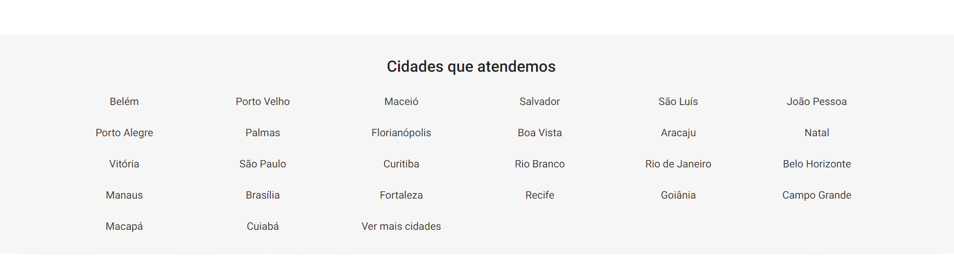 Cidades que atendemos
Belém Porto Velho Maceió Salvador São Luís João Pessoa
Porto Alegre Palmas Florianópolis Boa Vista Aracaju Natal
Vitória São Paulo Curitiba Rio Branco Rio de Janeiro Belo Horizonte
Manaus Brasília Fortaleza Recife Goiânia Campo Grande
Macapá Cuiabá Ver mais cidades